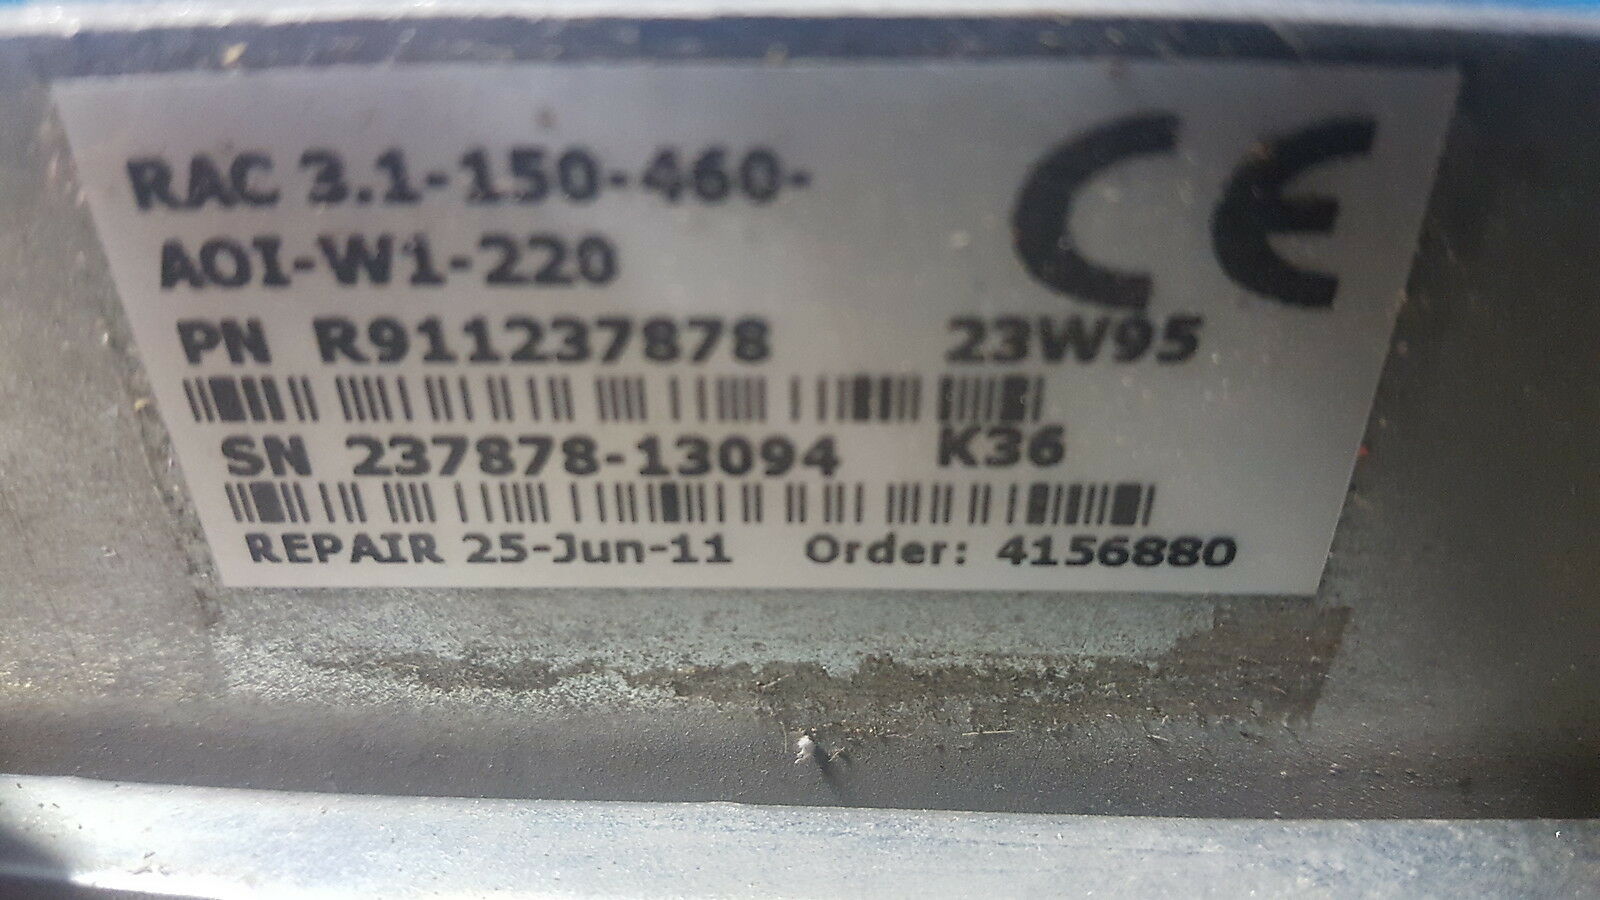 RAC 3.1-150-460-
AOI-W1-220
CE
PN R911237878 23W95
SN 237878-13094 K36
REPAIR 25-Jun-11 Order: 4156880